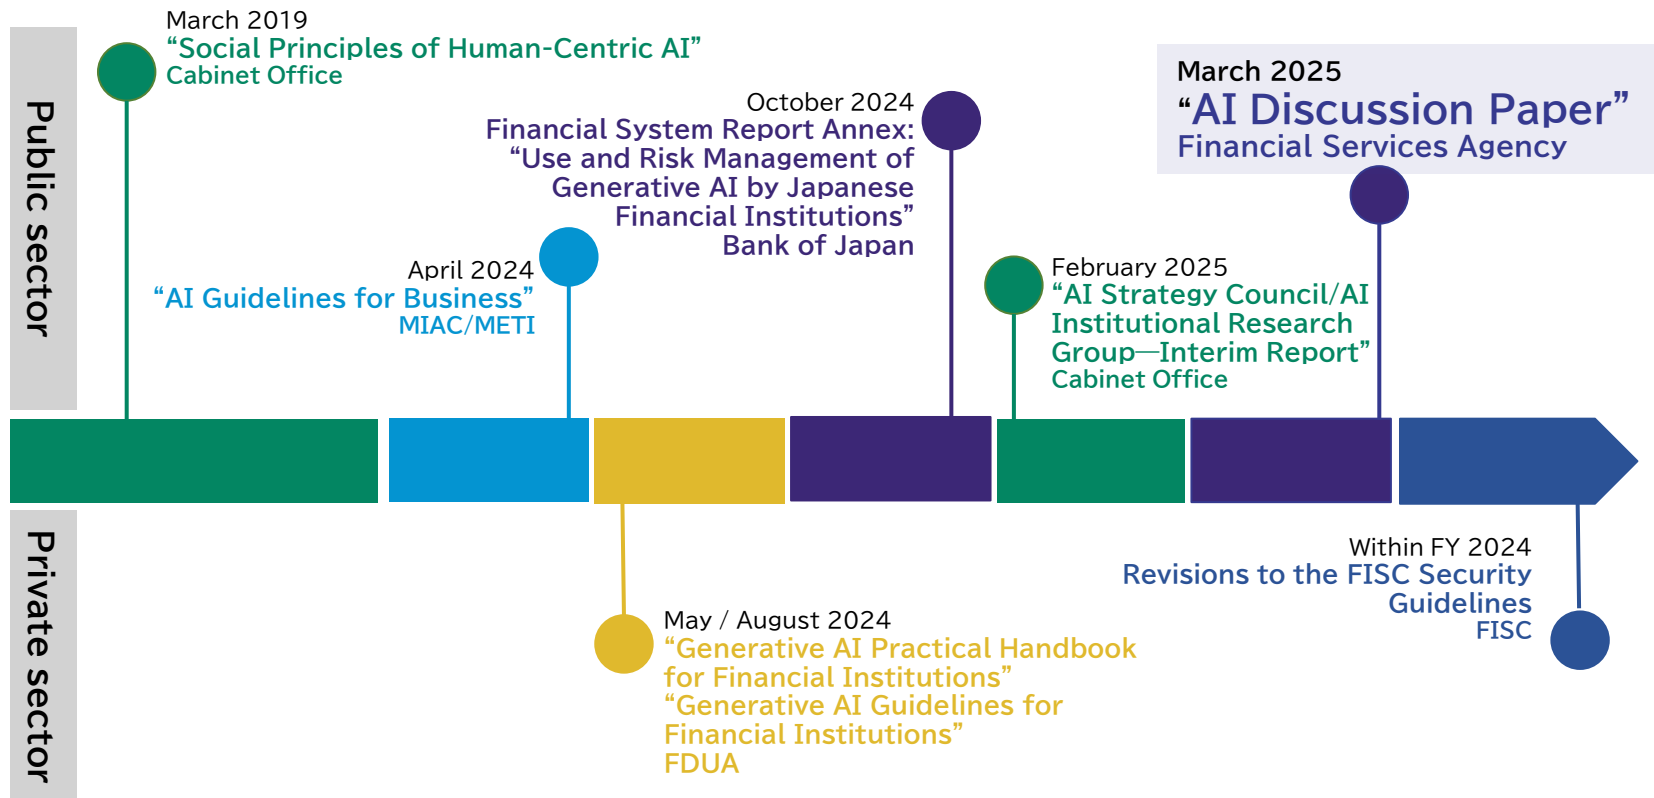 Public sector
March 2019
“Social Principles of Human-Centric AI”
Cabinet Office
April 2024
“AI Guidelines for Business”
MIAC/METI
October 2024
Financial System Report Annex:
“Use and Risk Management of
Generative AI by Japanese
Financial Institutions”
Bank of Japan
February 2025
“AI Strategy Council/AI
Institutional Research
Group—Interim Report”
Cabinet Office
March 2025
“AI Discussion Paper”
Financial Services Agency
Private sector
May / August 2024
“Generative AI Practical Handbook
for Financial Institutions”
“Generative AI Guidelines for
Financial Institutions”
FDUA
Within FY 2024
Revisions to the FISC Security
Guidelines
FISC